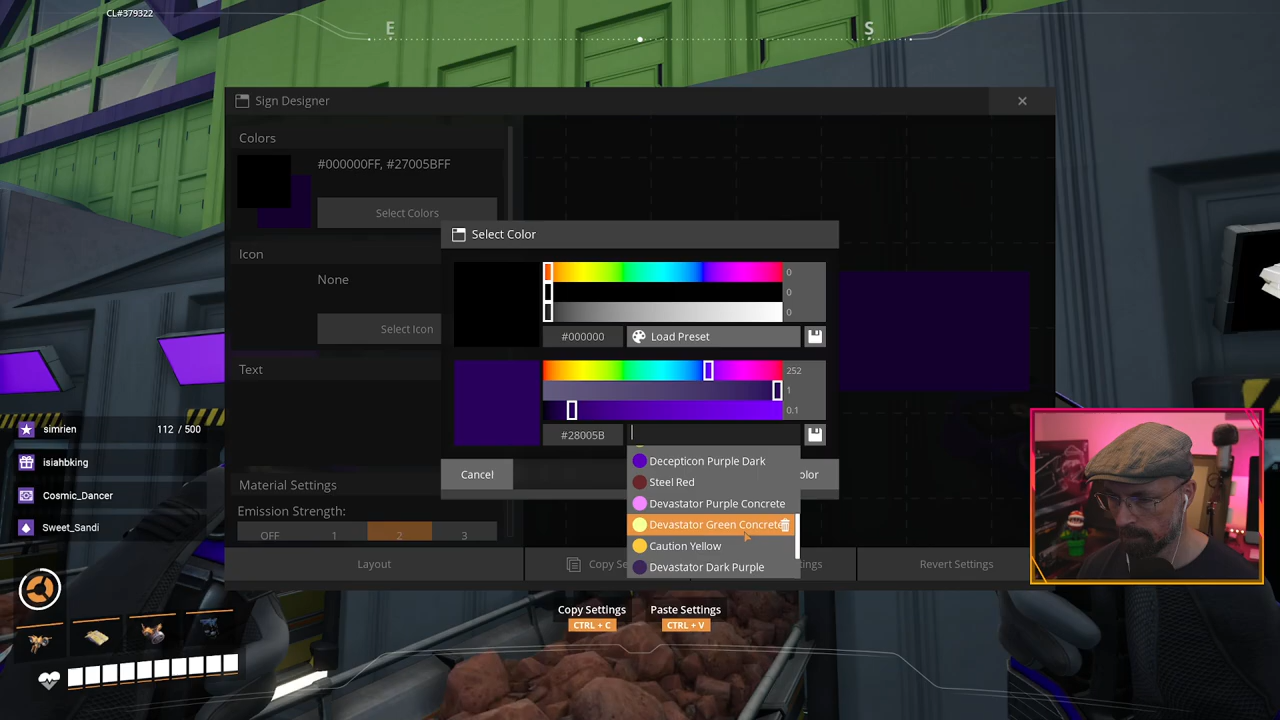 CL#379322
E
S
Sign Designer
Colors
#000000FF, #27005BFF
Select Colors
Icon
None
Select Icon
Text
Material Settings
Emission Strength:
OFF 1 2 3
Layout
Revert Settings
Select Color
0
0
0
#000000
Load Preset
252
1
0.1
#28005B
Cancel
Decepticon Purple Dark
Steel Red
Devastator Purple Concrete
Devastator Green Concrete
Caution Yellow
Devastator Dark Purple
simrien 112 / 500
isiahbking
Cosmic_Dancer
Sweet_Sandi
Copy Settings
CTRL + C
Paste Settings
CTRL + V